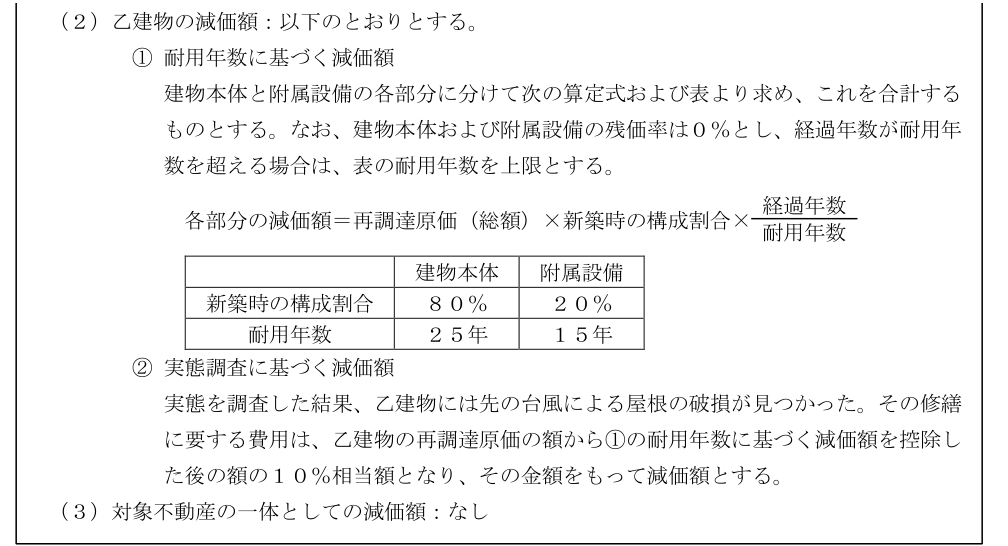 （２）乙建物の減価額：以下のとおりとする。
① 耐用年数に基づく減価額
建物本体と附属設備の各部分に分けて次の算定式および表より求め、これを合計する
ものとする。なお、建物本体および附属設備の残価率は０％とし、経過年数が耐用年
数を超える場合は、表の耐用年数を上限とする。
各部分の減価額＝再調達原価（総額）×新築時の構成割合×経過年数
耐用年数
建物本体 附属設備
新築時の構成割合 ８０％ ２０％
耐用年数 ２５年 １５年
② 実態調査に基づく減価額
実態を調査した結果、乙建物には先の台風による屋根の破損が見つかった。その修繕
に要する費用は、乙建物の再調達原価の額から①の耐用年数に基づく減価額を控除し
た後の額の１０％相当額となり、その金額をもって減価額とする。
（３）対象不動産の一体としての減価額：なし